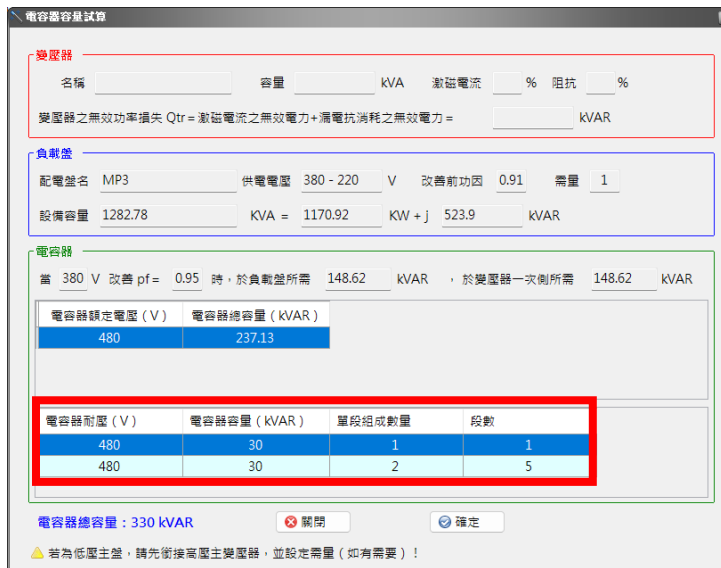 電容器容量試算
變壓器
名稱 容量 kVA 激磁電流 % 阻抗 %
變壓器之無效功率損失 Qtr = 激磁電流之無效電力+漏電抗消耗之無效電力 = kVAR
負載盤
配電盤名 MP3 供電電壓 380 - 220 V 改善前功因 0.91 需量 1
設備容量 1282.78 KVA = 1170.92 KW + j 523.9 kVAR
電容器
當 380 V 改善 pf = 0.95 時，於負載盤所需 148.62 kVAR ，於變壓器一次側所需 148.62 kVAR
電容器額定電壓 ( V ) 電容器總容量 ( kVAR )
480 237.13
電容器耐壓 ( V ) 電容器容量 ( kVAR ) 單段組成數量 段數
480 30 1 1
480 30 2 5
電容器總容量：330 kVAR 關閉 確定
若為低壓主盤，請先銜接高壓主變壓器，並設定需量 ( 如有需要 ) ！